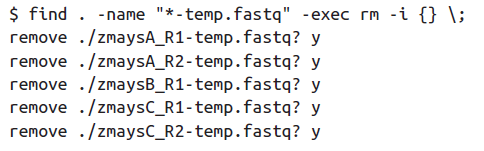 $ find . -name "*-temp.fastq" -exec rm -i {} \;
remove ./zmaysA_R1-temp.fastq? y
remove ./zmaysA_R2-temp.fastq? y
remove ./zmaysB_R1-temp.fastq? y
remove ./zmaysC_R1-temp.fastq? y
remove ./zmaysC_R2-temp.fastq? y